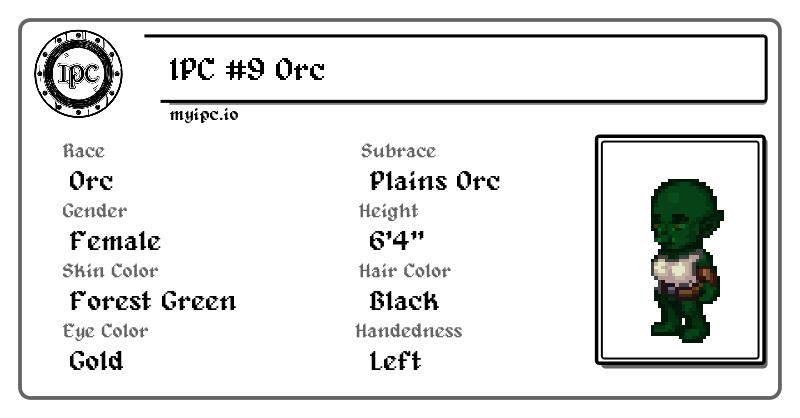 IPC
IPC #9 Orc
myipc.io
Race
Subrace
Orc
Plains Orc
Gender
Height
Female
6'4"
Skin Color
Hair Color
Forest Green
Black
Eye Color
Handedness
Gold
Left